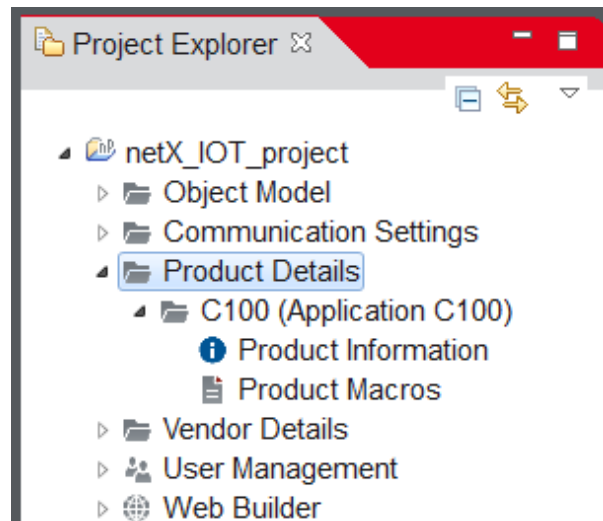 Project Explorer
netX_IOT_project
Object Model
Communication Settings
Product Details
C100 (Application C100)
Product Information
Product Macros
Vendor Details
User Management
Web Builder